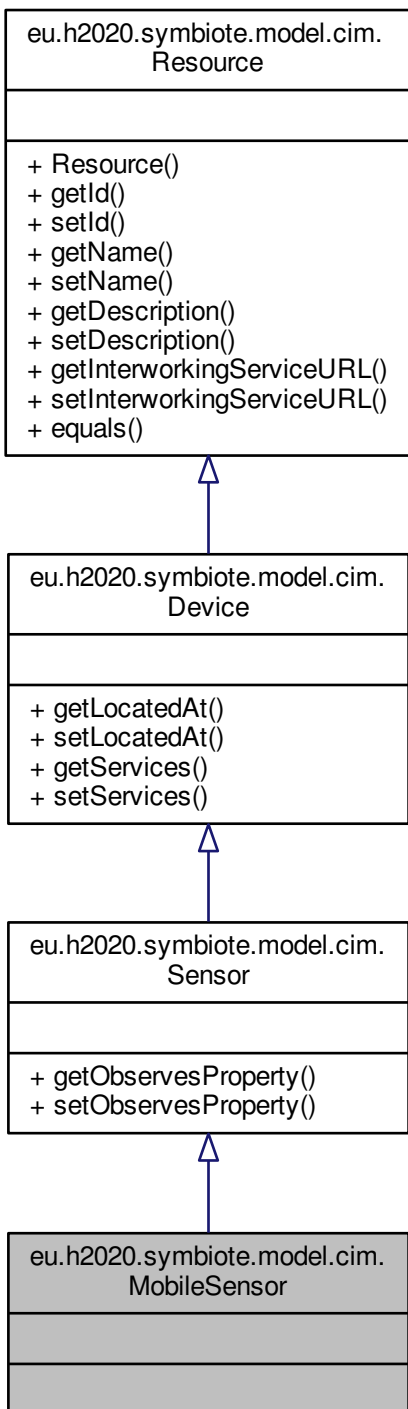 eu.h2020.symbiote.model.cim.
Resource
+ Resource()
+ getId()
+ setId()
+ getName()
+ setName()
+ getDescription()
+ setDescription()
+ getInterworkingServiceURL()
+ setInterworkingServiceURL()
+ equals()
eu.h2020.symbiote.model.cim.
Device
+ getLocatedAt()
+ setLocatedAt()
+ getServices()
+ setServices()
eu.h2020.symbiote.model.cim.
Sensor
+ getObservesProperty()
+ setObservesProperty()
eu.h2020.symbiote.model.cim.
MobileSensor